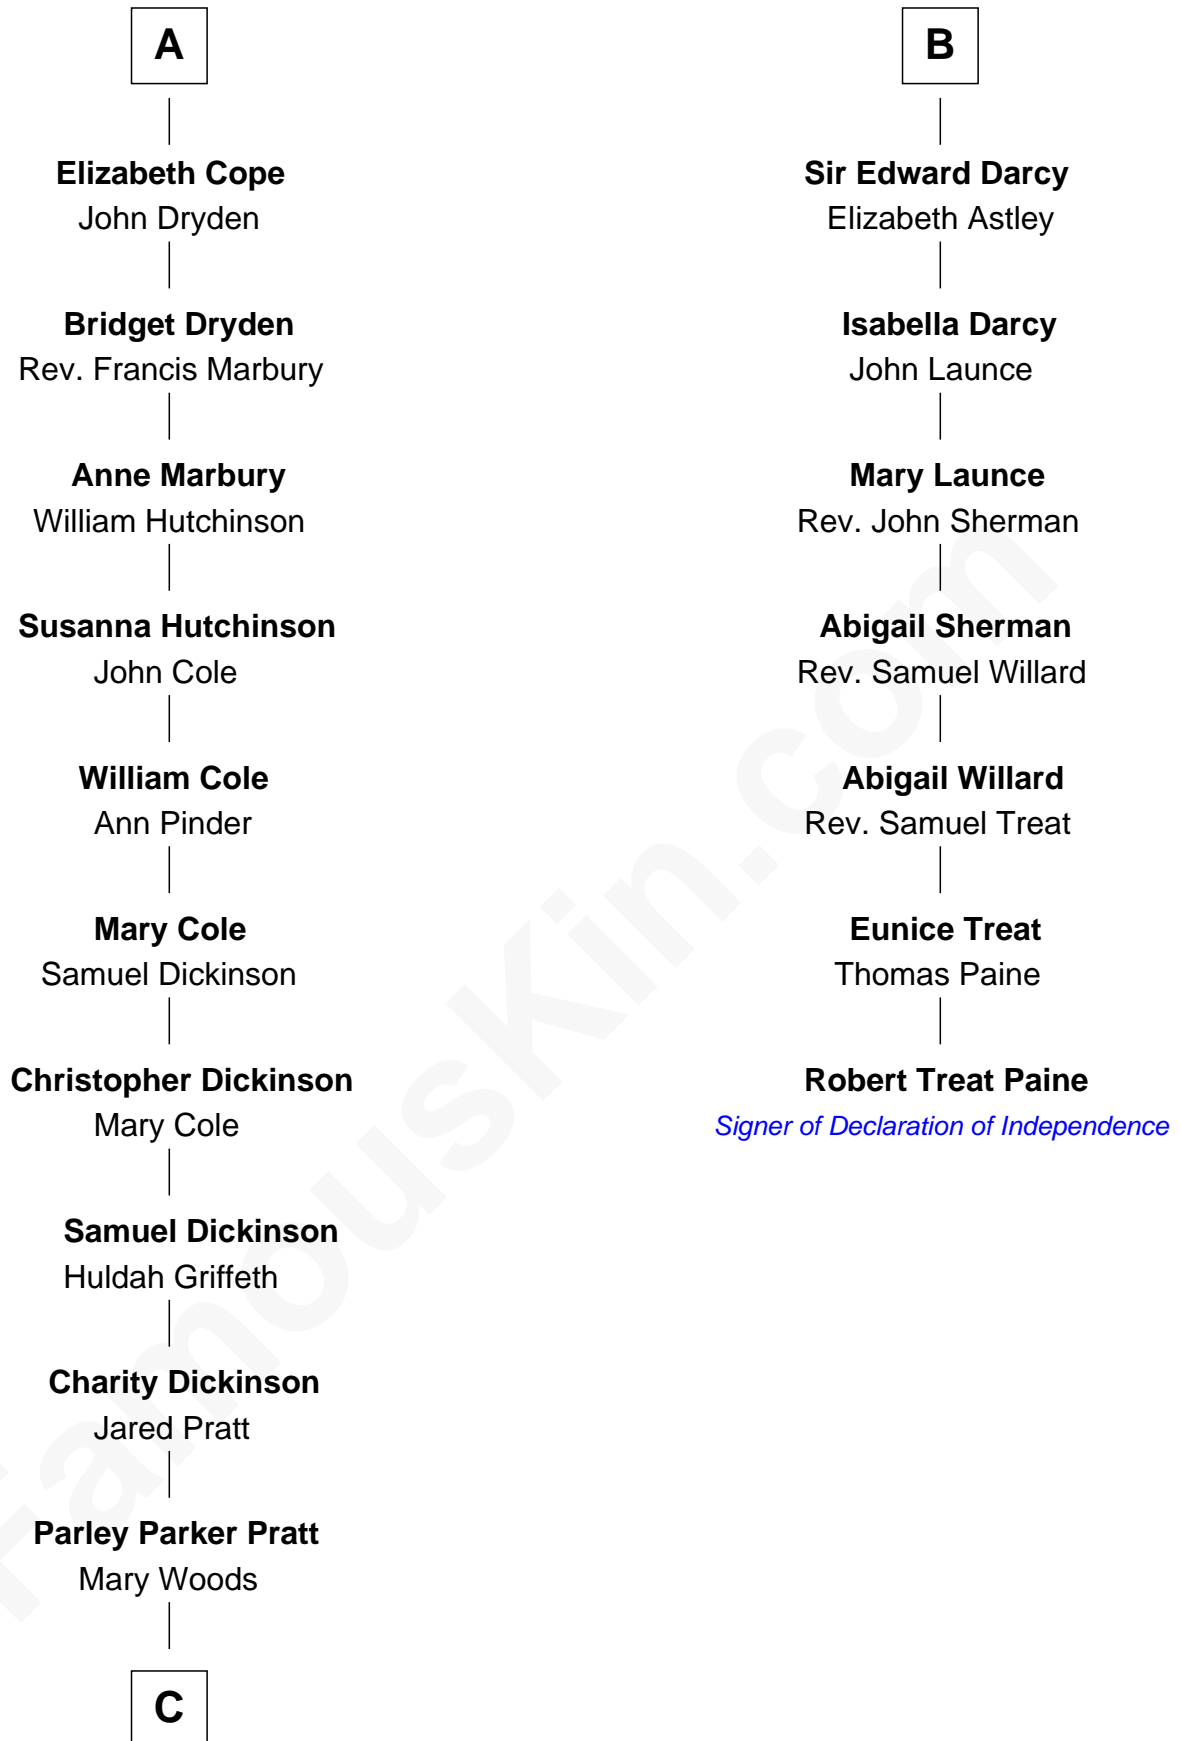 A
Elizabeth Cope
John Dryden
Bridget Dryden
Rev. Francis Marbury
Anne Marbury
William Hutchinson
Susanna Hutchinson
John Cole
William Cole
Ann Pinder
Mary Cole
Samuel Dickinson
Christopher Dickinson
Mary Cole
Samuel Dickinson
Huldah Griffeth
Charity Dickinson
Jared Pratt
Parley Parker Pratt
Mary Woods
C
B
Sir Edward Darcy
Elizabeth Astley
Isabella Darcy
John Launce
Mary Launce
Rev. John Sherman
Abigail Sherman
Rev. Samuel Willard
Abigail Willard
Rev. Samuel Treat
Eunice Treat
Thomas Paine
Robert Treat Paine
Signer of Declaration of Independence
FamousKin.com